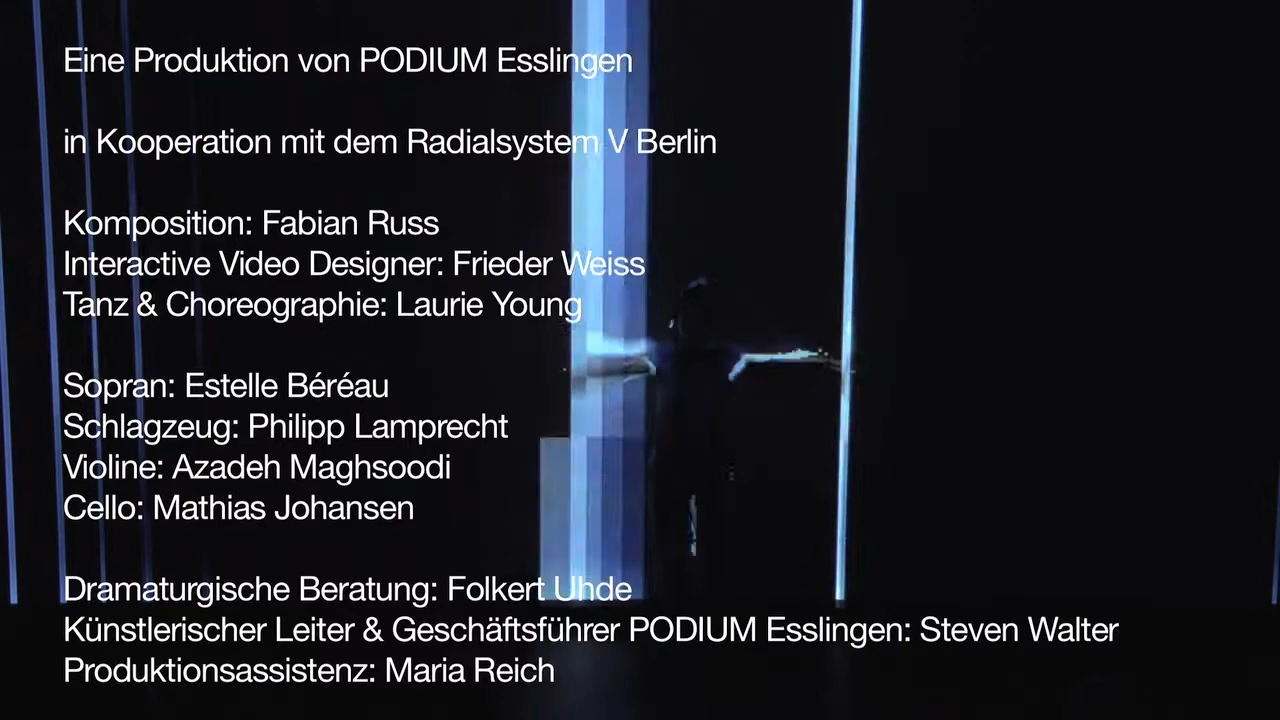 Eine Produktion von PODIUM Esslingen
in Kooperation mit dem Radialsystem V Berlin
Komposition: Fabian Russ
Interactive Video Designer: Frieder Weiss
Tanz & Choreographie: Laurie Young
Sopran: Estelle Béréau
Schlagzeug: Philipp Lamprecht
Violine: Azadeh Maghsoodi
Cello: Mathias Johansen
Dramaturgische Beratung: Folkert Uhde
Künstlerischer Leiter & Geschäftsführer PODIUM Esslingen: Steven Walter
Produktionsassistenz: Maria Reich